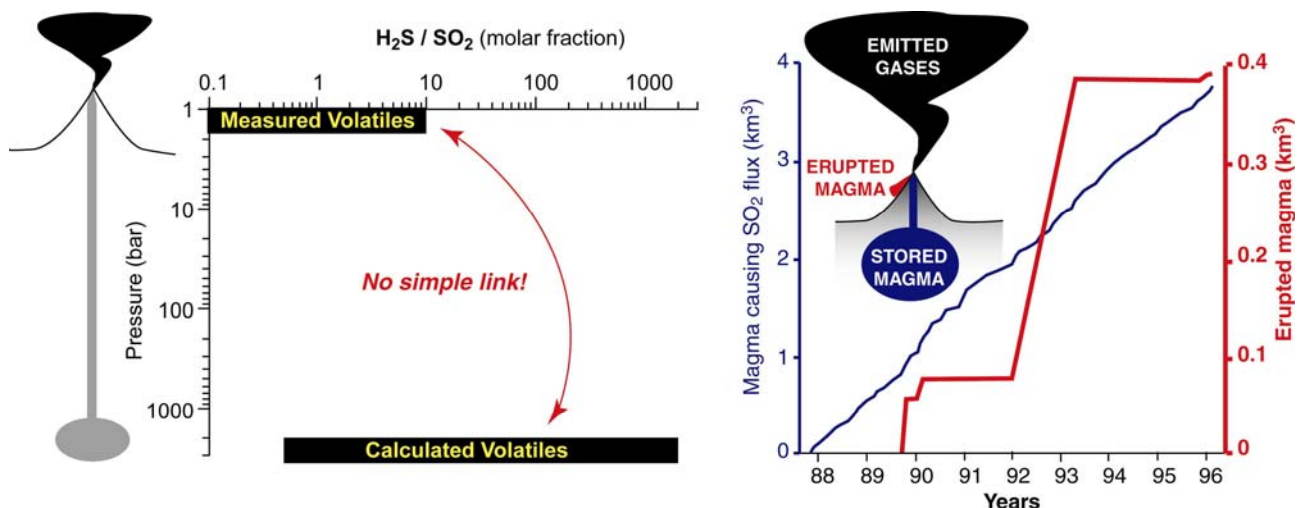 H₂S / SO₂ (molar fraction)
0.1 1 10 100 1000
1
10
100
1000
Pressure (bar)
Measured Volatiles
No simple link!
Calculated Volatiles
EMITTED
GASES
ERUPTED
MAGMA
STORED
MAGMA
Magma causing SO₂ flux (km³)
4
3
2
1
0
Erupted magma (km³)
0.4
0.3
0.2
0.1
0
88 89 90 91 92 93 94 95 96
Years